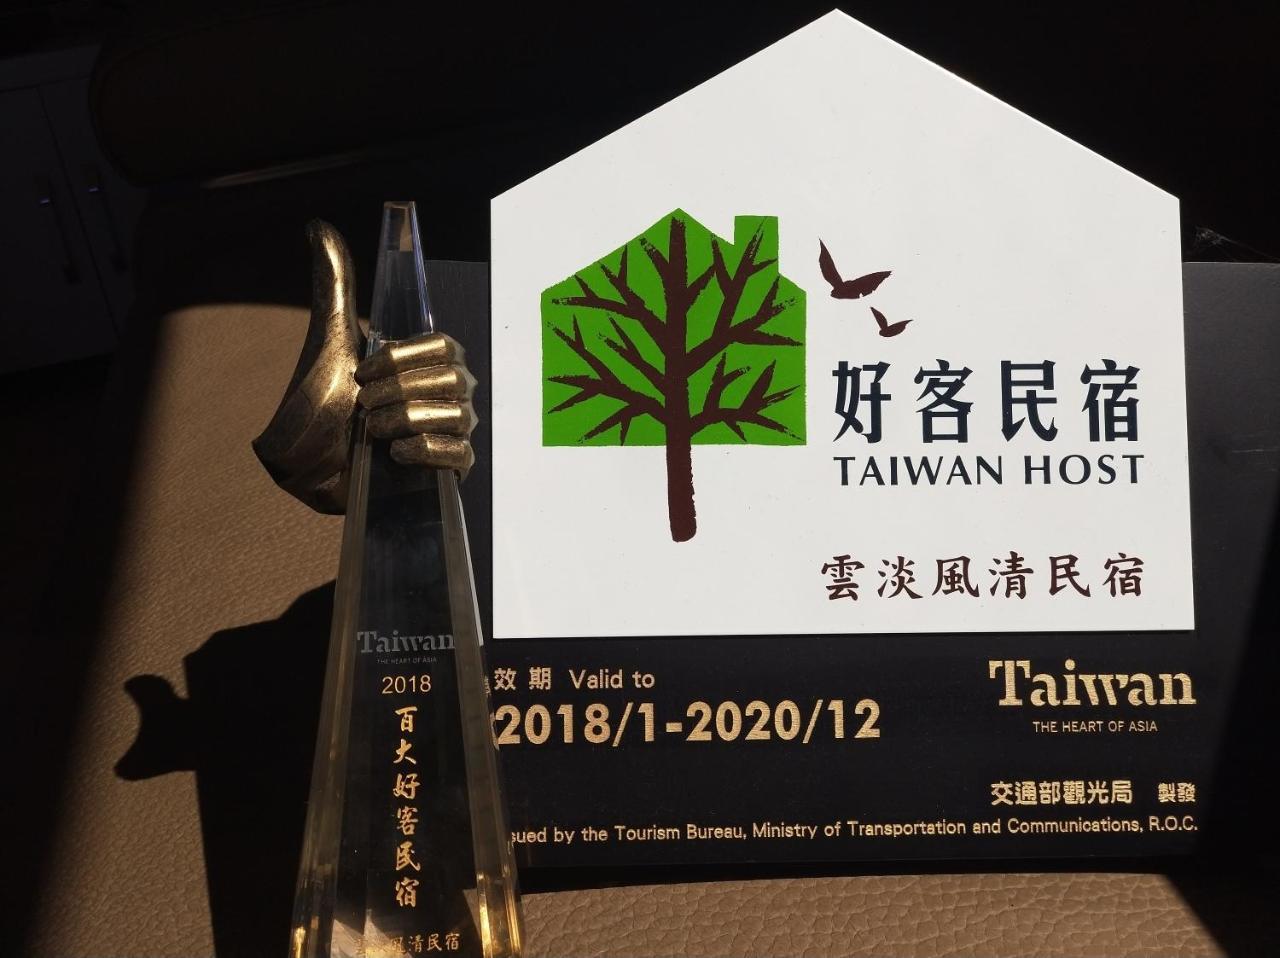 好客民宿
TAIWAN HOST
雲淡風清民宿
效期 Valid to
2018/1-2020/12
Taiwan
THE HEART OF ASIA
交通部觀光局 製發
sued by the Tourism Bureau, Ministry of Transportation and Communications, R.O.C.
Taiwan
THE HEART OF ASIA
2018
百大好客民宿
雲淡風清民宿